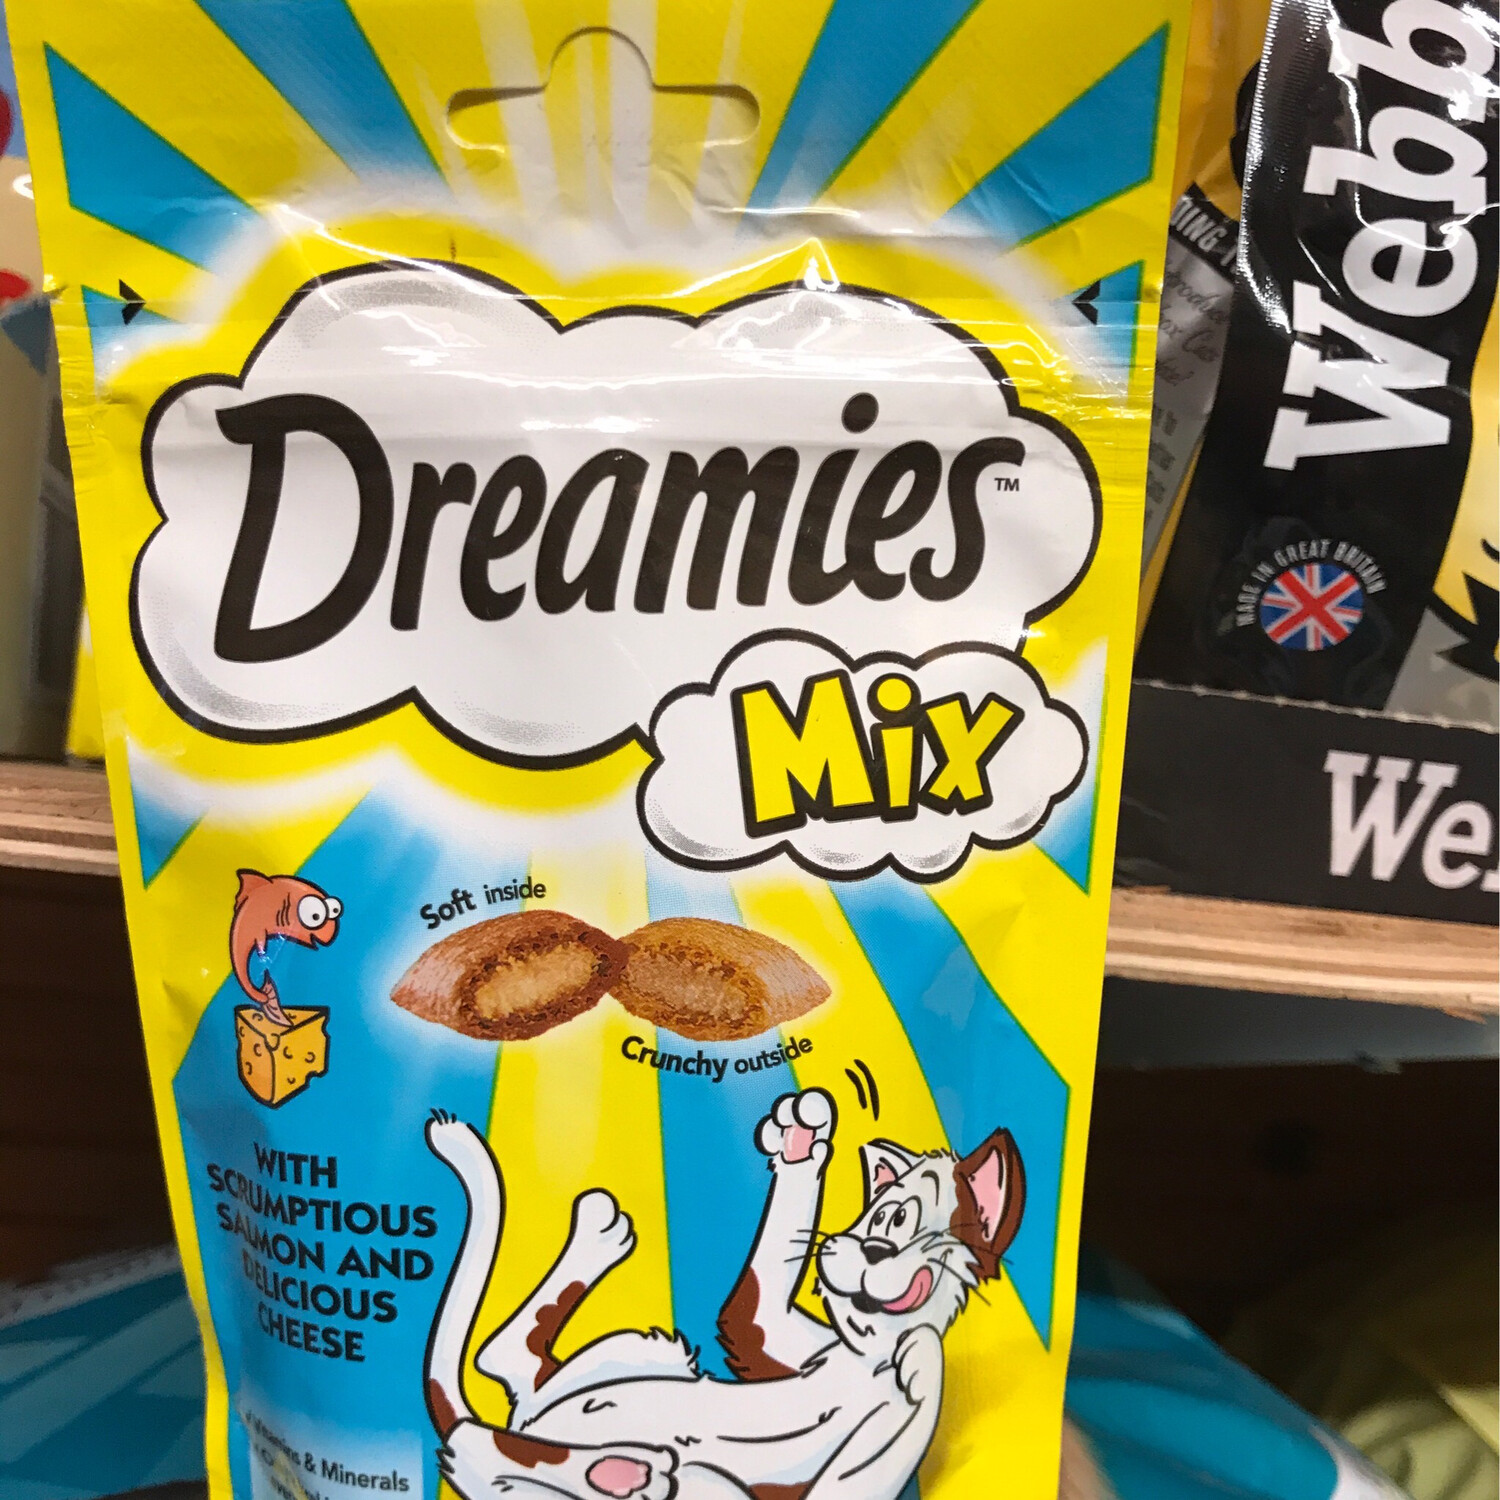 Dreamies™
Mix
Soft inside
Crunchy outside
WITH
SCRUMPTIOUS
SALMON AND
DELICIOUS
CHEESE
& Minerals
Webb
MADE IN GREAT BRITAIN
We